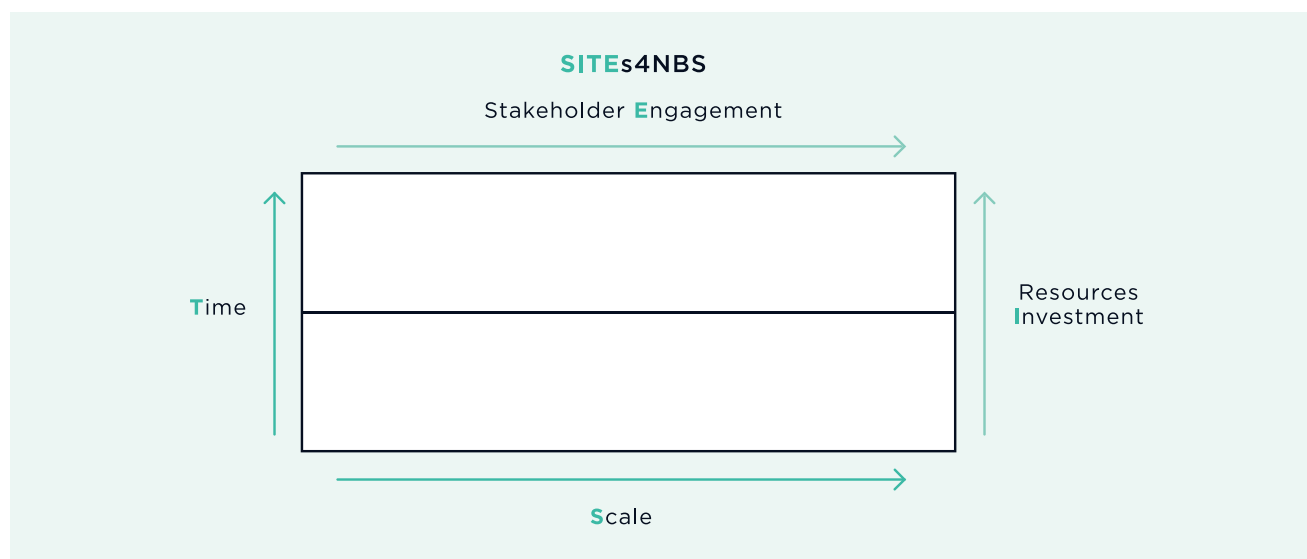 SITEs4NBS
Stakeholder Engagement
Time
Resources
Investment
Scale